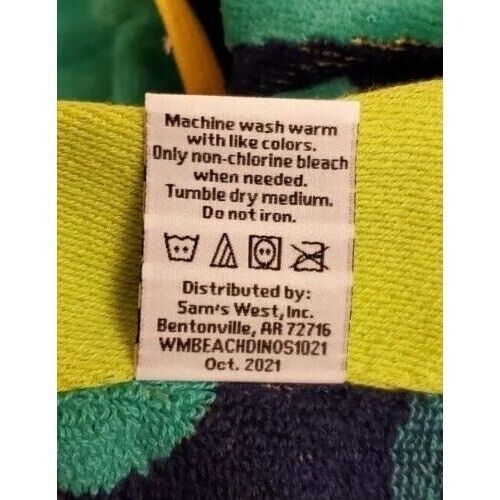 Machine wash warm
with like colors.
Only non-chlorine bleach
when needed.
Tumble dry medium.
Do not iron.
Distributed by:
Sam's West, Inc.
Bentonville, AR 72716
WMBEACHDINOS1021
Oct. 2021